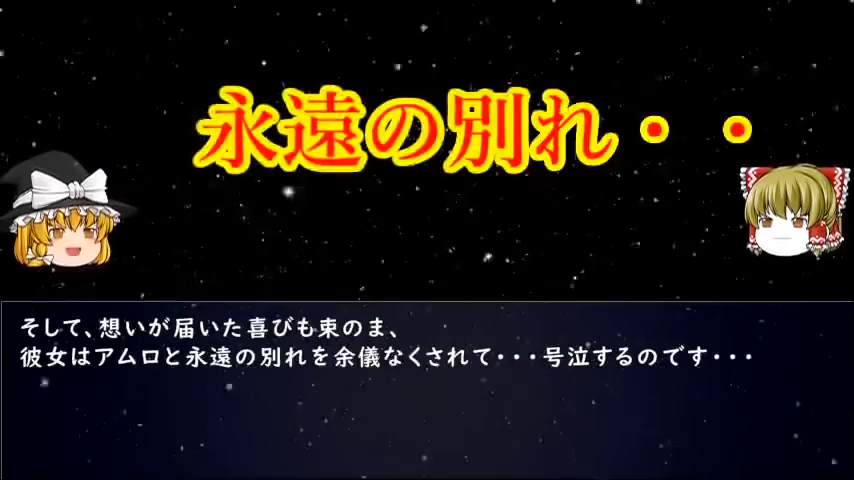 永遠の別れ・・
そして、想いが届いた喜びも束のま、
彼女はアムロと永遠の別れを余儀なくされて・・・号泣するのです・・・